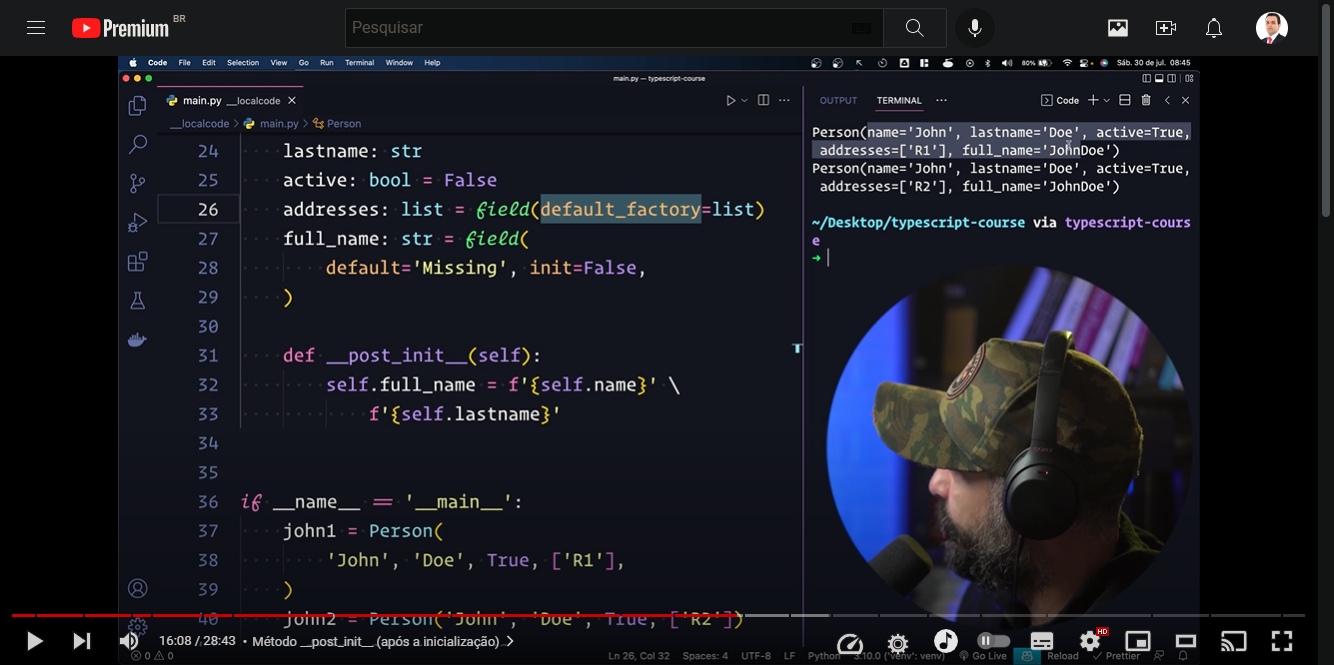 Premium BR
Pesquisar
Code File Edit Selection View Go Run Terminal Window Help
80% Sáb. 30 de jul. 08:45
main.py — typescript-course
main.py __localcode
OUTPUT TERMINAL
Code
__localcode > main.py > Person
24 lastname: str
25 active: bool = False
26 addresses: list = field(default_factory=list)
27 full_name: str = field(
28 default='Missing', init=False,
29 )
30
31 def __post_init__(self):
32 self.full_name = f'{self.name}' \
33 f'{self.lastname}'
34
35
36 if __name__ == '__main__':
37 john1 = Person(
38 'John', 'Doe', True, ['R1'],
39 )
40 john2 = Person('John', 'Doe', True, ['R2'])
Person(name='John', lastname='Doe', active=True,
addresses=['R1'], full_name='JohnDoe')
Person(name='John', lastname='Doe', active=True,
addresses=['R2'], full_name='JohnDoe')
~/Desktop/typescript-course via typescript-cours
e
➜
16:08 / 28:43 • Método __post_init__ (após a inicialização) >
HD
0 0
Ln 26, Col 32 Spaces: 4 UTF-8 LF Python 3.10.0 ('venv': venv) Go Live Reload Prettier